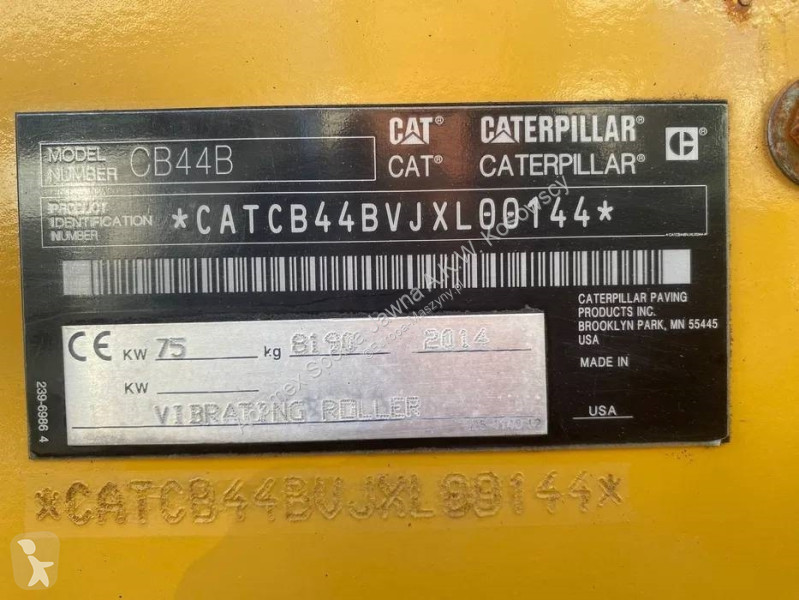 CAT® CATERPILLAR®
MODEL NUMBER CB44B
CAT® CATERPILLAR® C®
PRODUCT IDENTIFICATION NUMBER *CATCB44BVJXL00144*
CATERPILLAR PAVING
PRODUCTS INC.
BROOKLYN PARK, MN 55445
USA
MADE IN
USA
CE KW 75 kg 8190 2014
KW
VIBRATING ROLLER
239-6986 4
*CATCB44BVJXL00144*